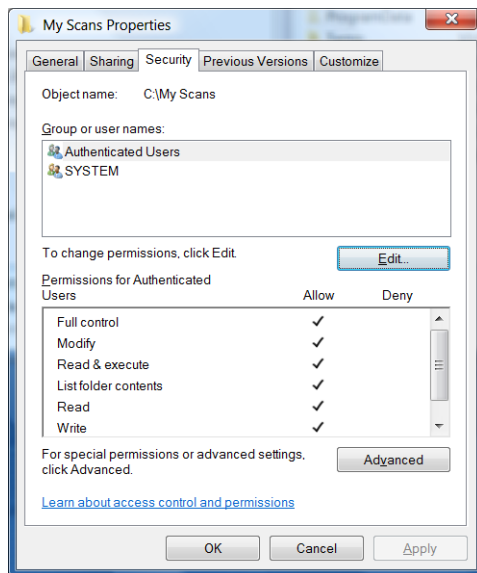 My Scans Properties
General Sharing Security Previous Versions Customize
Object name: C:\My Scans
Group or user names:
Authenticated Users
SYSTEM
To change permissions, click Edit.
Edit...
Permissions for Authenticated
Users Allow Deny
Full control
Modify
Read & execute
List folder contents
Read
Write
For special permissions or advanced settings,
click Advanced.
Advanced
Learn about access control and permissions
OK Cancel Apply